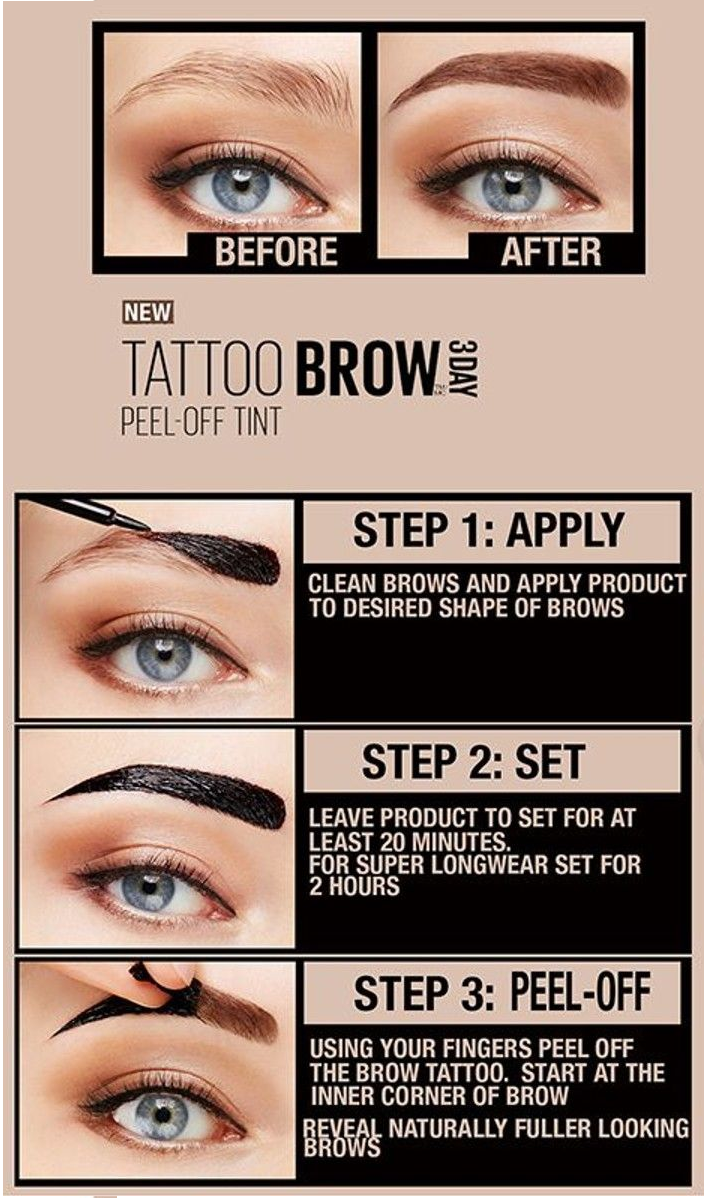 BEFORE
AFTER
NEW
TATTOO BROW 3 DAY
PEEL-OFF TINT
STEP 1: APPLY
CLEAN BROWS AND APPLY PRODUCT
TO DESIRED SHAPE OF BROWS
STEP 2: SET
LEAVE PRODUCT TO SET FOR AT
LEAST 20 MINUTES.
FOR SUPER LONGWEAR SET FOR
2 HOURS
STEP 3: PEEL-OFF
USING YOUR FINGERS PEEL OFF
THE BROW TATTOO. START AT THE
INNER CORNER OF BROW
REVEAL NATURALLY FULLER LOOKING
BROWS